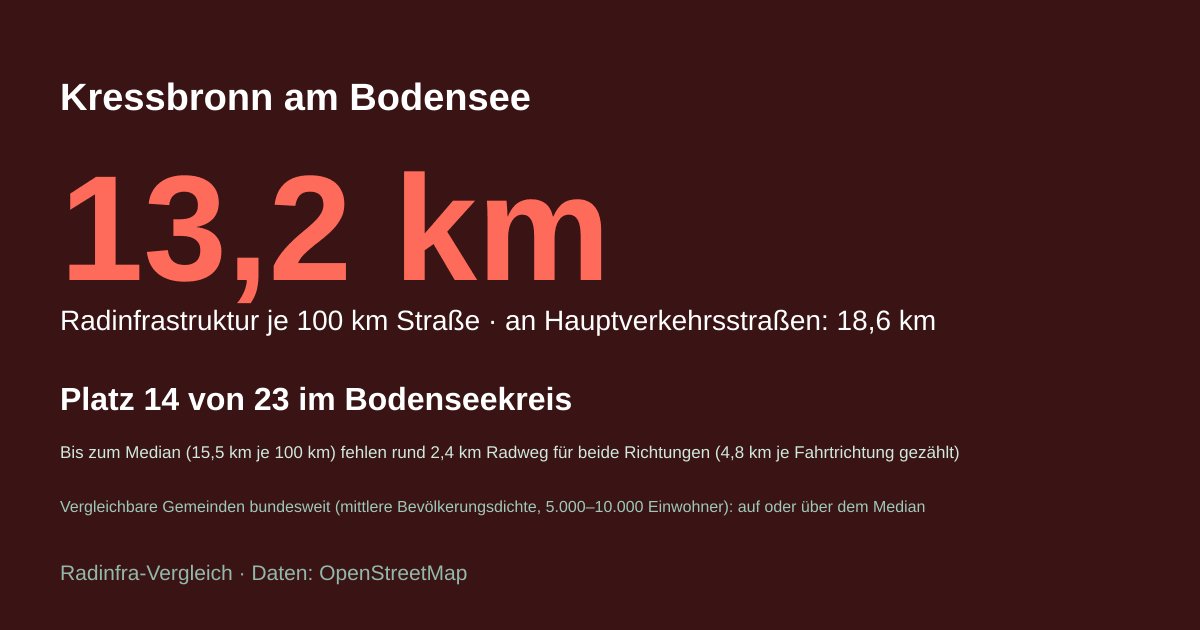 Kressbronn am Bodensee
13,2 km
Radinfrastruktur je 100 km Straße · an Hauptverkehrsstraßen: 18,6 km
Platz 14 von 23 im Bodenseekreis
Bis zum Median (15,5 km je 100 km) fehlen rund 2,4 km Radweg für beide Richtungen (4,8 km je Fahrtrichtung gezählt)
Vergleichbare Gemeinden bundesweit (mittlere Bevölkerungsdichte, 5.000–10.000 Einwohner): auf oder über dem Median
Radinfra-Vergleich · Daten: OpenStreetMap